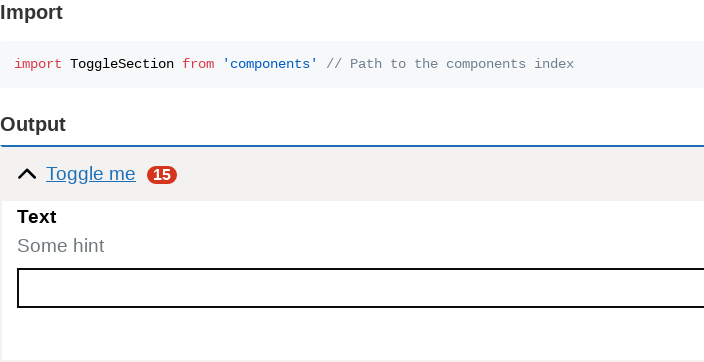 Import
import ToggleSection from 'components' // Path to the components index
Output
Toggle me 15
Text
Some hint